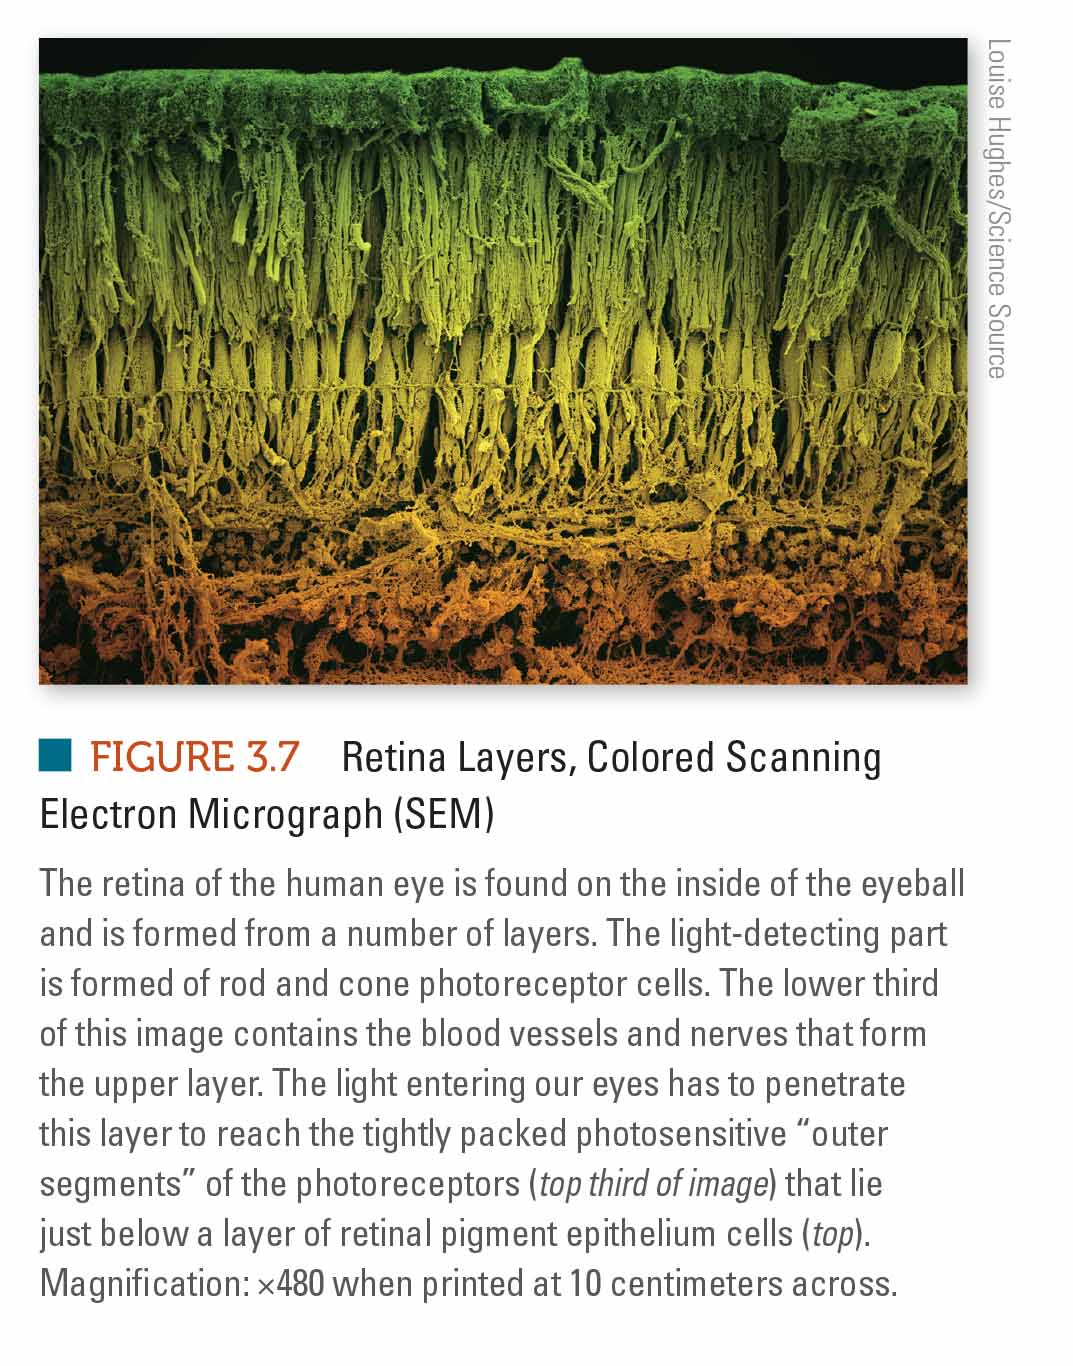 Louise Hughes/Science Source
FIGURE 3.7 Retina Layers, Colored Scanning
Electron Micrograph (SEM)
The retina of the human eye is found on the inside of the eyeball
and is formed from a number of layers. The light-detecting part
is formed of rod and cone photoreceptor cells. The lower third
of this image contains the blood vessels and nerves that form
the upper layer. The light entering our eyes has to penetrate
this layer to reach the tightly packed photosensitive “outer
segments” of the photoreceptors (top third of image) that lie
just below a layer of retinal pigment epithelium cells (top).
Magnification: ×480 when printed at 10 centimeters across.